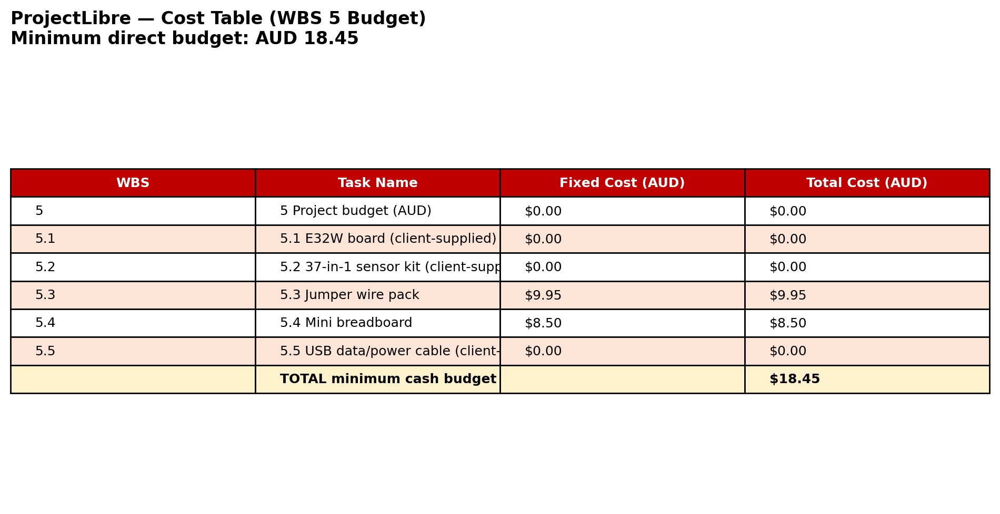 ProjectLibre — Cost Table (WBS 5 Budget)
Minimum direct budget: AUD 18.45
WBS Task Name Fixed Cost (AUD) Total Cost (AUD)
5 5 Project budget (AUD) $0.00 $0.00
5.1 5.1 E32W board (client-supplied) $0.00 $0.00
5.2 5.2 37-in-1 sensor kit (client-supp $0.00 $0.00
5.3 5.3 Jumper wire pack $9.95 $9.95
5.4 5.4 Mini breadboard $8.50 $8.50
5.5 5.5 USB data/power cable (client- $0.00 $0.00
TOTAL minimum cash budget $18.45